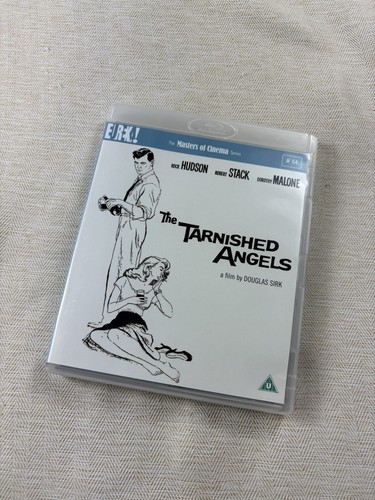 EUREKA!
The Masters of Cinema Series
# 54
ROCK HUDSON ROBERT STACK DOROTHY MALONE
The TARNISHED
ANGELS
a film by DOUGLAS SIRK
U